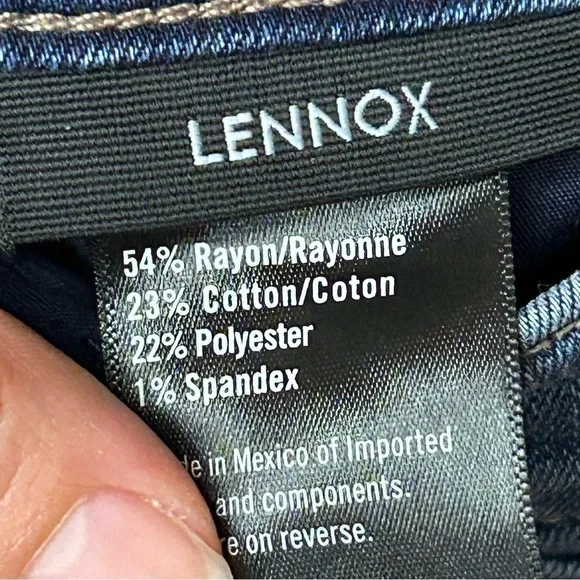 LENNOX
54% Rayon/Rayonne
23% Cotton/Coton
22% Polyester
1% Spandex
in Mexico of Imported
and components.
on reverse.